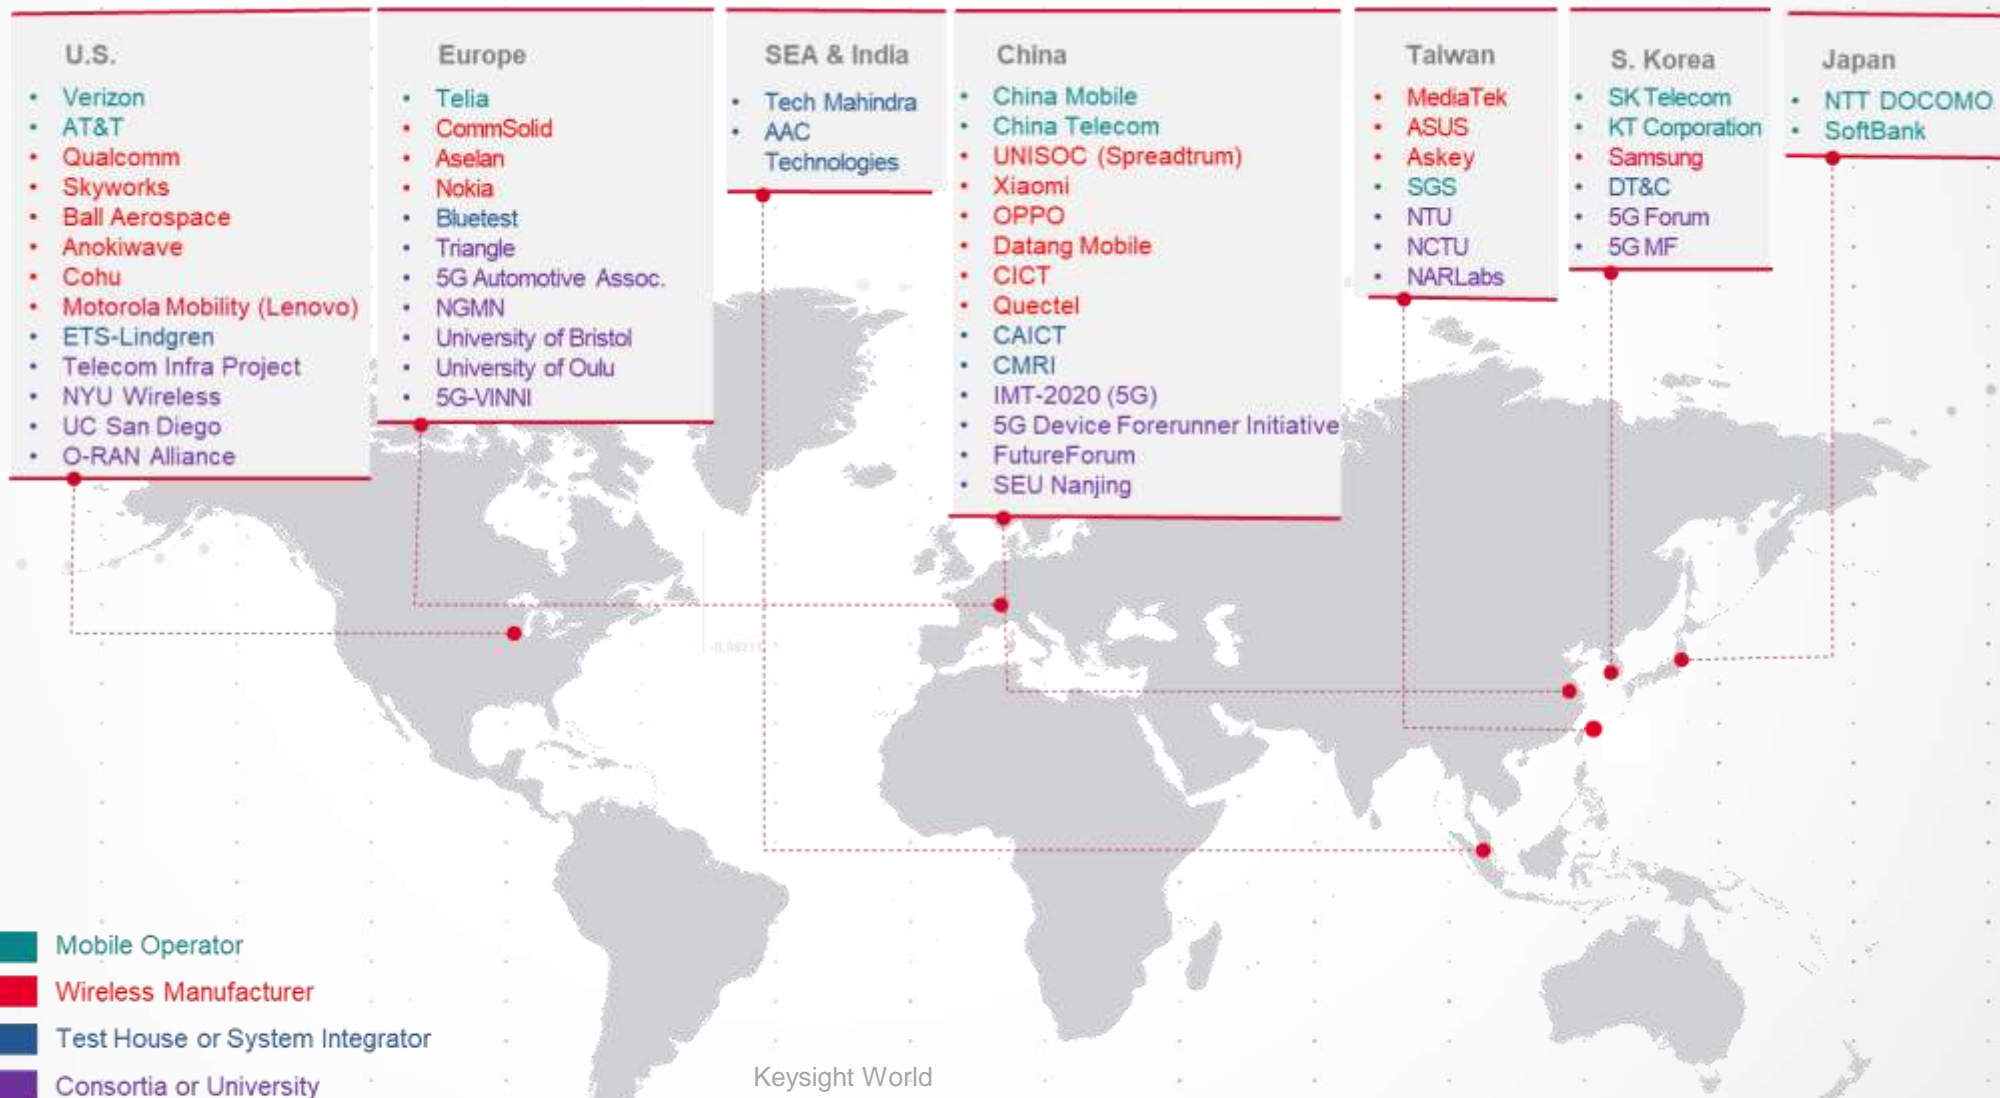 U.S.
• Verizon
• AT&T
• Qualcomm
• Skyworks
• Ball Aerospace
• Anokiwave
• Cohu
• Motorola Mobility (Lenovo)
• ETS-Lindgren
• Telecom Infra Project
• NYU Wireless
• UC San Diego
• O-RAN Alliance
Europe
• Telia
• CommSolid
• Aselan
• Nokia
• Bluetest
• Triangle
• 5G Automotive Assoc.
• NGMN
• University of Bristol
• University of Oulu
• 5G-VINNI
SEA & India
• Tech Mahindra
• AAC
Technologies
China
• China Mobile
• China Telecom
• UNISOC (Spreadtrum)
• Xiaomi
• OPPO
• Datang Mobile
• CICT
• Quectel
• CAICT
• CMRI
• IMT-2020 (5G)
• 5G Device Forerunner Initiative
• FutureForum
• SEU Nanjing
Taiwan
• MediaTek
• ASUS
• Askey
• SGS
• NTU
• NCTU
• NARLabs
S. Korea
• SK Telecom
• KT Corporation
• Samsung
• DT&C
• 5G Forum
• 5G MF
Japan
• NTT DOCOMO
• SoftBank
Mobile Operator
Wireless Manufacturer
Test House or System Integrator
Consortia or University
Keysight World